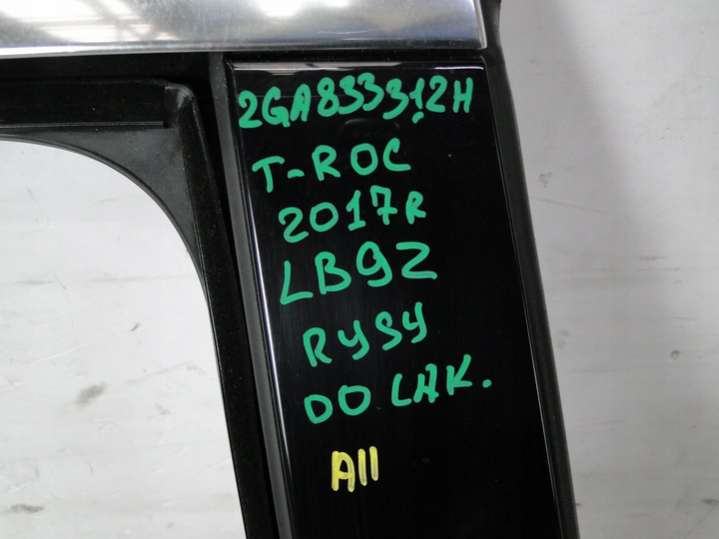 2GA833312H
T-ROC
2017R
LB9Z
RYSY
DO LAK.
A11